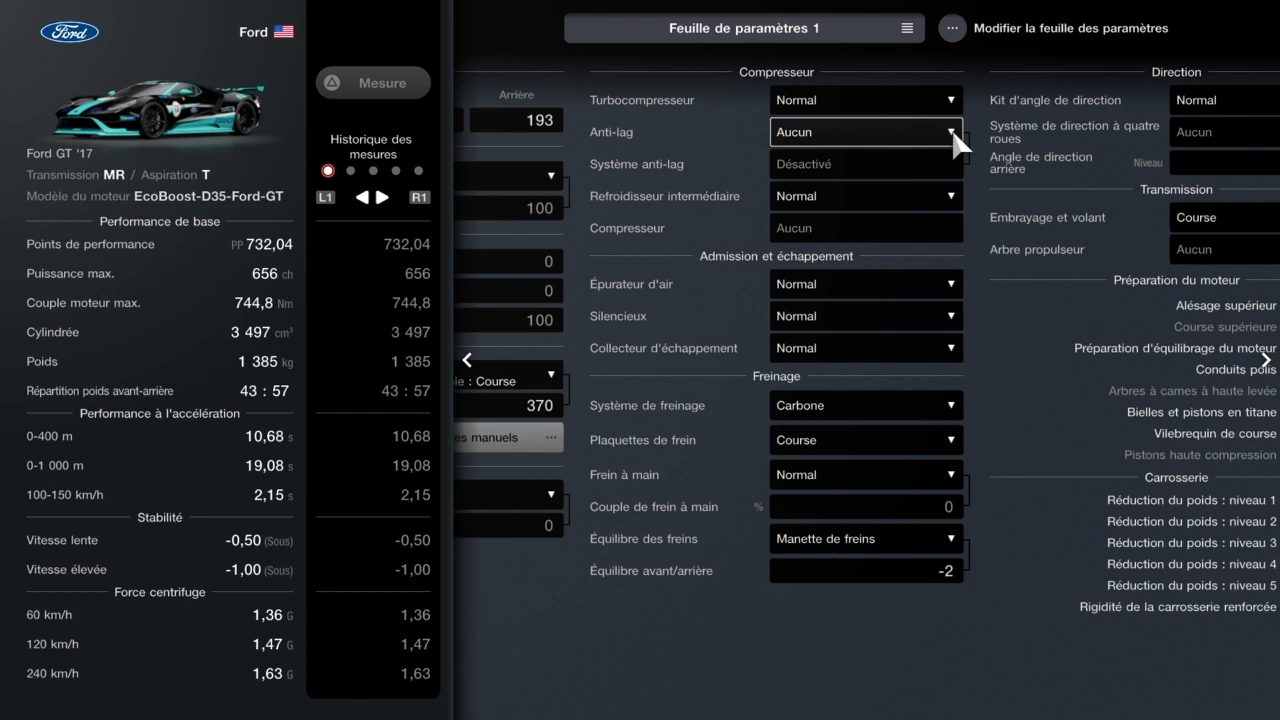 Ford
Ford
Ford GT '17
Transmission MR / Aspiration T
Modèle du moteur EcoBoost-D35-Ford-GT
Performance de base
Points de performance PP 732,04
Puissance max. 656 ch
Couple moteur max. 744,8 Nm
Cylindrée 3 497 cm³
Poids 1 385 kg
Répartition poids avant-arrière 43 : 57
Performance à l'accélération
0-400 m 10,68 s
0-1 000 m 19,08 s
100-150 km/h 2,15 s
Stabilité
Vitesse lente -0,50 (Sous)
Vitesse élevée -1,00 (Sous)
Force centrifuge
60 km/h 1,36 G
120 km/h 1,47 G
240 km/h 1,63 G
Mesure
Historique des
mesures
L1 R1
732,04
656
744,8
3 497
1 385
43 : 57
10,68
19,08
2,15
-0,50
-1,00
1,36
1,47
1,63
Feuille de paramètres 1
Modifier la feuille des paramètres
Arrière
193
100
0
0
100
le : Course
370
es manuels
0
Compresseur
Turbocompresseur Normal
Anti-lag Aucun
Système anti-lag Désactivé
Refroidisseur intermédiaire Normal
Compresseur Aucun
Admission et échappement
Épurateur d'air Normal
Silencieux Normal
Collecteur d'échappement Normal
Freinage
Système de freinage Carbone
Plaquettes de frein Course
Frein à main Normal
Couple de frein à main % 0
Équilibre des freins Manette de freins
Équilibre avant/arrière -2
Direction
Kit d'angle de direction Normal
Système de direction à quatre
roues Aucun
Angle de direction
arrière Niveau
Transmission
Embrayage et volant Course
Arbre propulseur Aucun
Préparation du moteur
Alésage supérieur
Course supérieure
Préparation d'équilibrage du moteur
Conduits polis
Arbres à cames à haute levée
Bielles et pistons en titane
Vilebrequin de course
Pistons haute compression
Carrosserie
Réduction du poids : niveau 1
Réduction du poids : niveau 2
Réduction du poids : niveau 3
Réduction du poids : niveau 4
Réduction du poids : niveau 5
Rigidité de la carrosserie renforcée